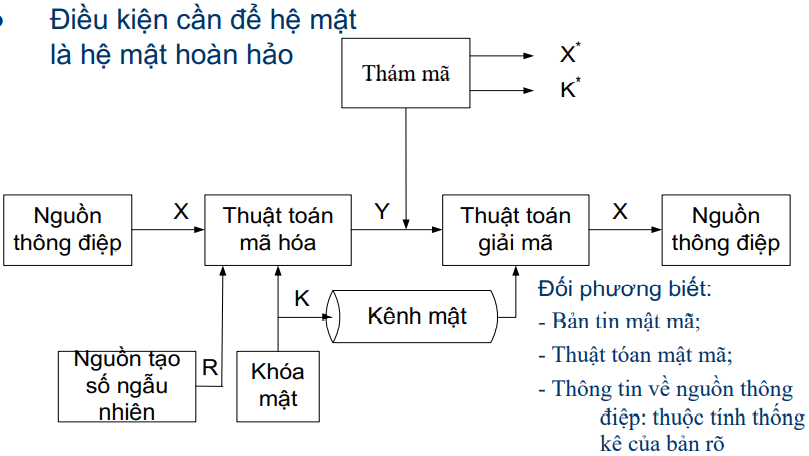 • Điều kiện cần để hệ mật
là hệ mật hoàn hảo
Thám mã
X*
K*
Nguồn
thông điệp
X
Thuật toán
mã hóa
Y
Thuật toán
giải mã
X
Nguồn
thông điệp
K
Kênh mật
Nguồn tạo
số ngẫu
nhiên
R
Khóa
mật
Đối phương biết:
- Bản tin mật mã;
- Thuật tóan mật mã;
- Thông tin về nguồn thông
điệp: thuộc tính thống
kê của bản rõ